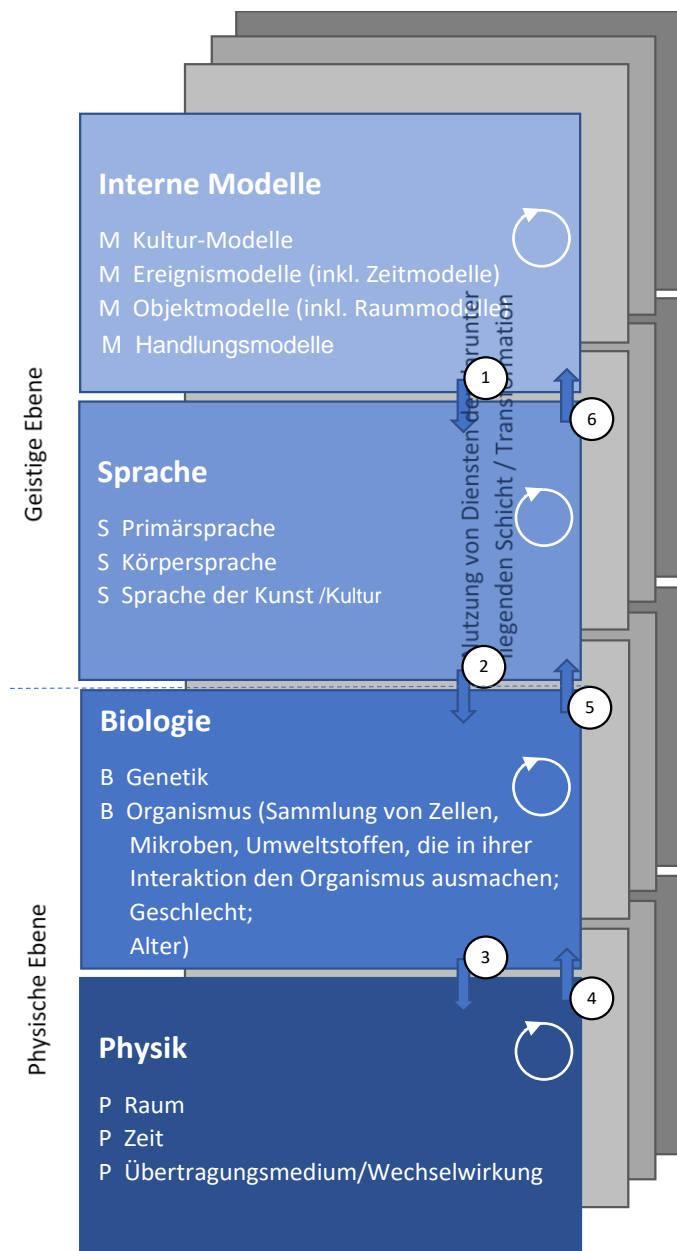 Interne Modelle
M Kultur-Modelle
M Ereignismodelle (inkl. Zeitmodelle)
M Objektmodelle (inkl. Raummodelle)
M Handlungsmodelle
1
6
Geistige Ebene
Sprache
S Primärsprache
S Körpersprache
S Sprache der Kunst /Kultur
Nutzung von Diensten der darunter
liegenden Schicht / Transformation
2
5
Biologie
B Genetik
B Organismus (Sammlung von Zellen,
Mikroben, Umweltstoffen, die in ihrer
Interaktion den Organismus ausmachen;
Geschlecht;
Alter)
3
4
Physische Ebene
Physik
P Raum
P Zeit
P Übertragungsmedium/Wechselwirkung